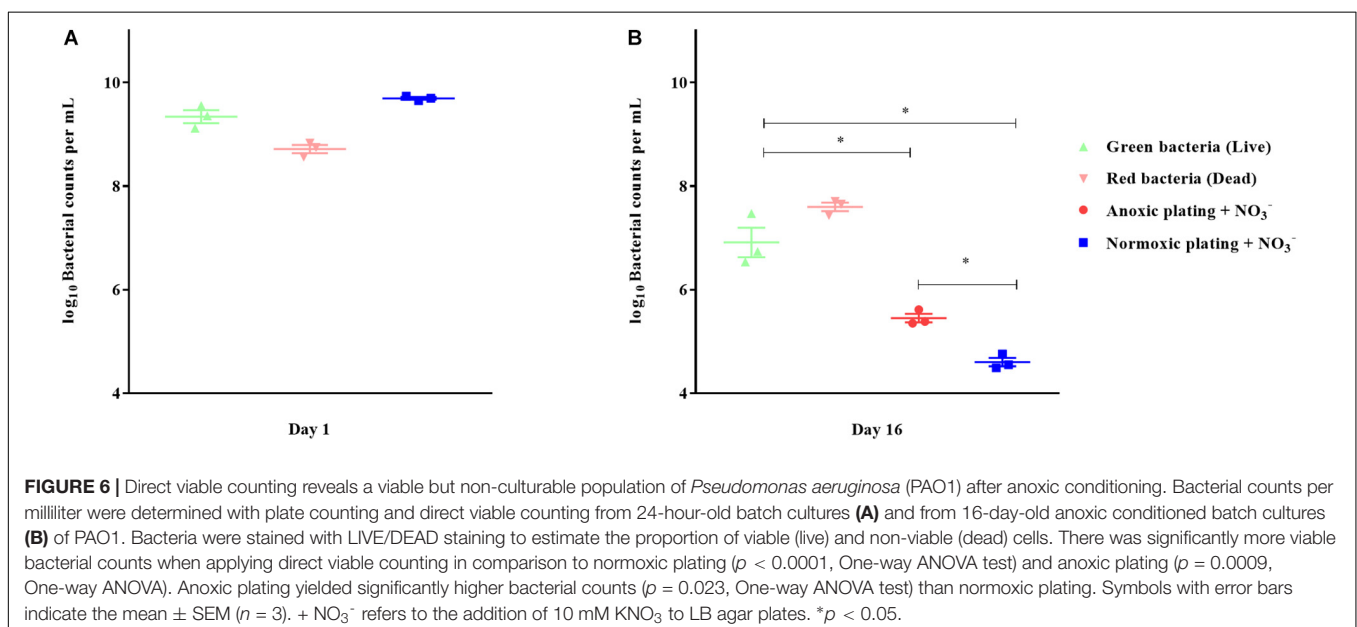 A
B
10
8
6
4
log10 Bacterial counts per mL
Day 1
10
8
6
4
log10 Bacterial counts per mL
*
*
*
Day 16
Green bacteria (Live)
Red bacteria (Dead)
Anoxic plating + NO3-
Normoxic plating + NO3-
FIGURE 6 | Direct viable counting reveals a viable but non-culturable population of Pseudomonas aeruginosa (PAO1) after anoxic conditioning. Bacterial counts per
milliliter were determined with plate counting and direct viable counting from 24-hour-old batch cultures (A) and from 16-day-old anoxic conditioned batch cultures
(B) of PAO1. Bacteria were stained with LIVE/DEAD staining to estimate the proportion of viable (live) and non-viable (dead) cells. There was significantly more viable
bacterial counts when applying direct viable counting in comparison to normoxic plating (p < 0.0001, One-way ANOVA test) and anoxic plating (p = 0.0009,
One-way ANOVA). Anoxic plating yielded significantly higher bacterial counts (p = 0.023, One-way ANOVA test) than normoxic plating. Symbols with error bars
indicate the mean ± SEM (n = 3). + NO3- refers to the addition of 10 mM KNO3 to LB agar plates. *p < 0.05.